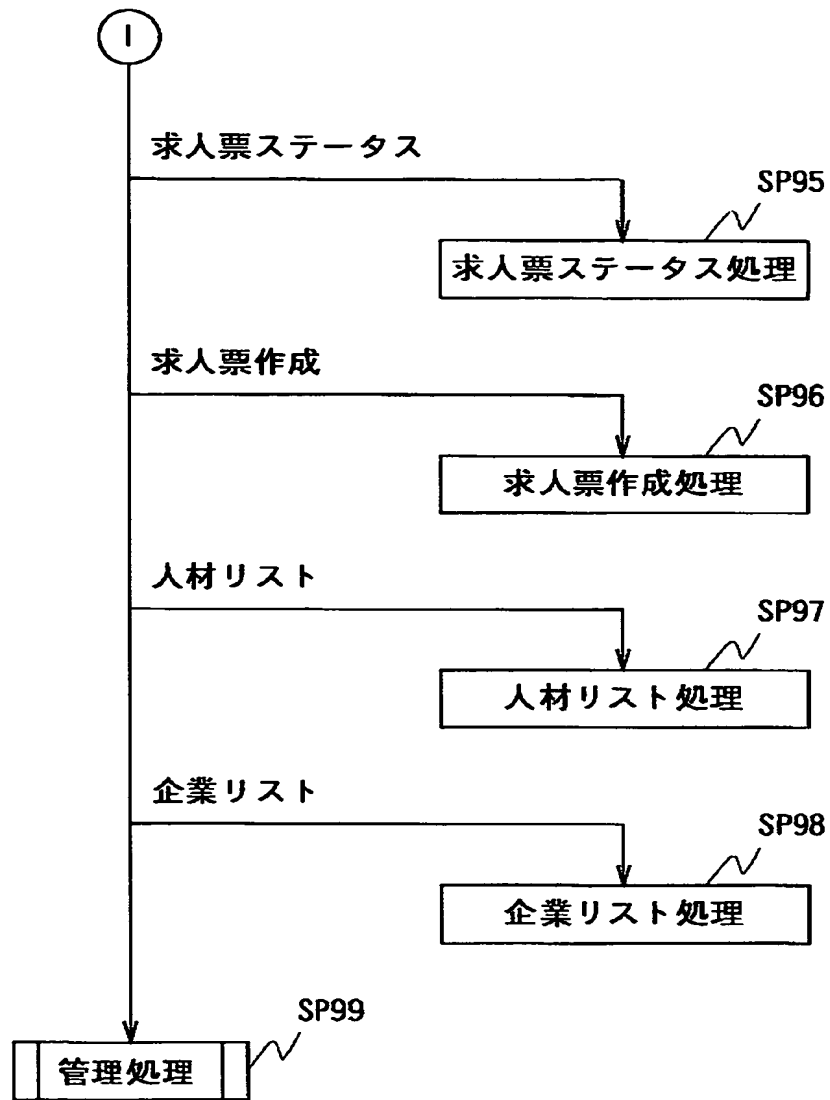 I
求人票ステータス
SP95
求人票ステータス処理
求人票作成
SP96
求人票作成処理
人材リスト
SP97
人材リスト処理
企業リスト
SP98
企業リスト処理
SP99
管理処理